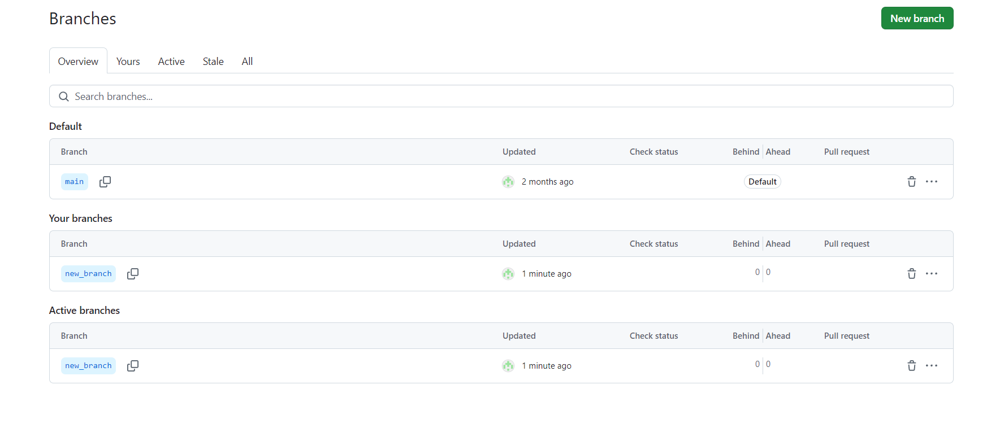 Branches
New branch
Overview Yours Active Stale All
Search branches...
Default
Branch Updated Check status Behind Ahead Pull request
main 2 months ago Default
Your branches
Branch Updated Check status Behind Ahead Pull request
new_branch 1 minute ago 0 0
Active branches
Branch Updated Check status Behind Ahead Pull request
new_branch 1 minute ago 0 0